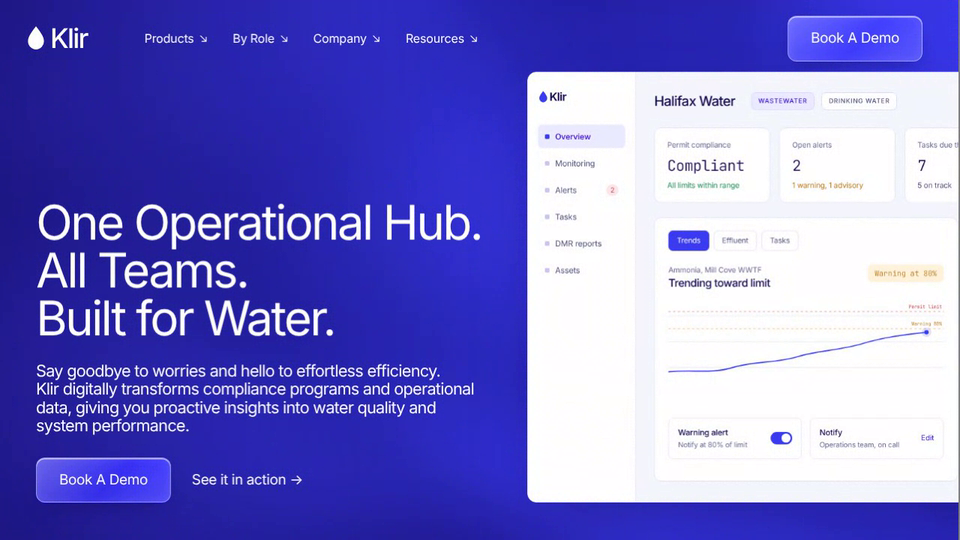 Klir
Products
By Role
Company
Resources
Book A Demo
One Operational Hub.
All Teams.
Built for Water.
Say goodbye to worries and hello to effortless efficiency.
Klir digitally transforms compliance programs and operational
data, giving you proactive insights into water quality and
system performance.
Book A Demo
See it in action →
Klir
Overview
Monitoring
Alerts 2
Tasks
DMR reports
Assets
Halifax Water WASTEWATER DRINKING WATER
Permit compliance
Compliant
All limits within range
Open alerts
2
1 warning, 1 advisory
Tasks due
7
5 on track
Trends Effluent Tasks
Ammonia, Mill Cove WWTF
Trending toward limit
Warning at 80%
Permit limit
Warning 80%
Warning alert
Notify at 80% of limit
Notify
Operations team, on call
Edit